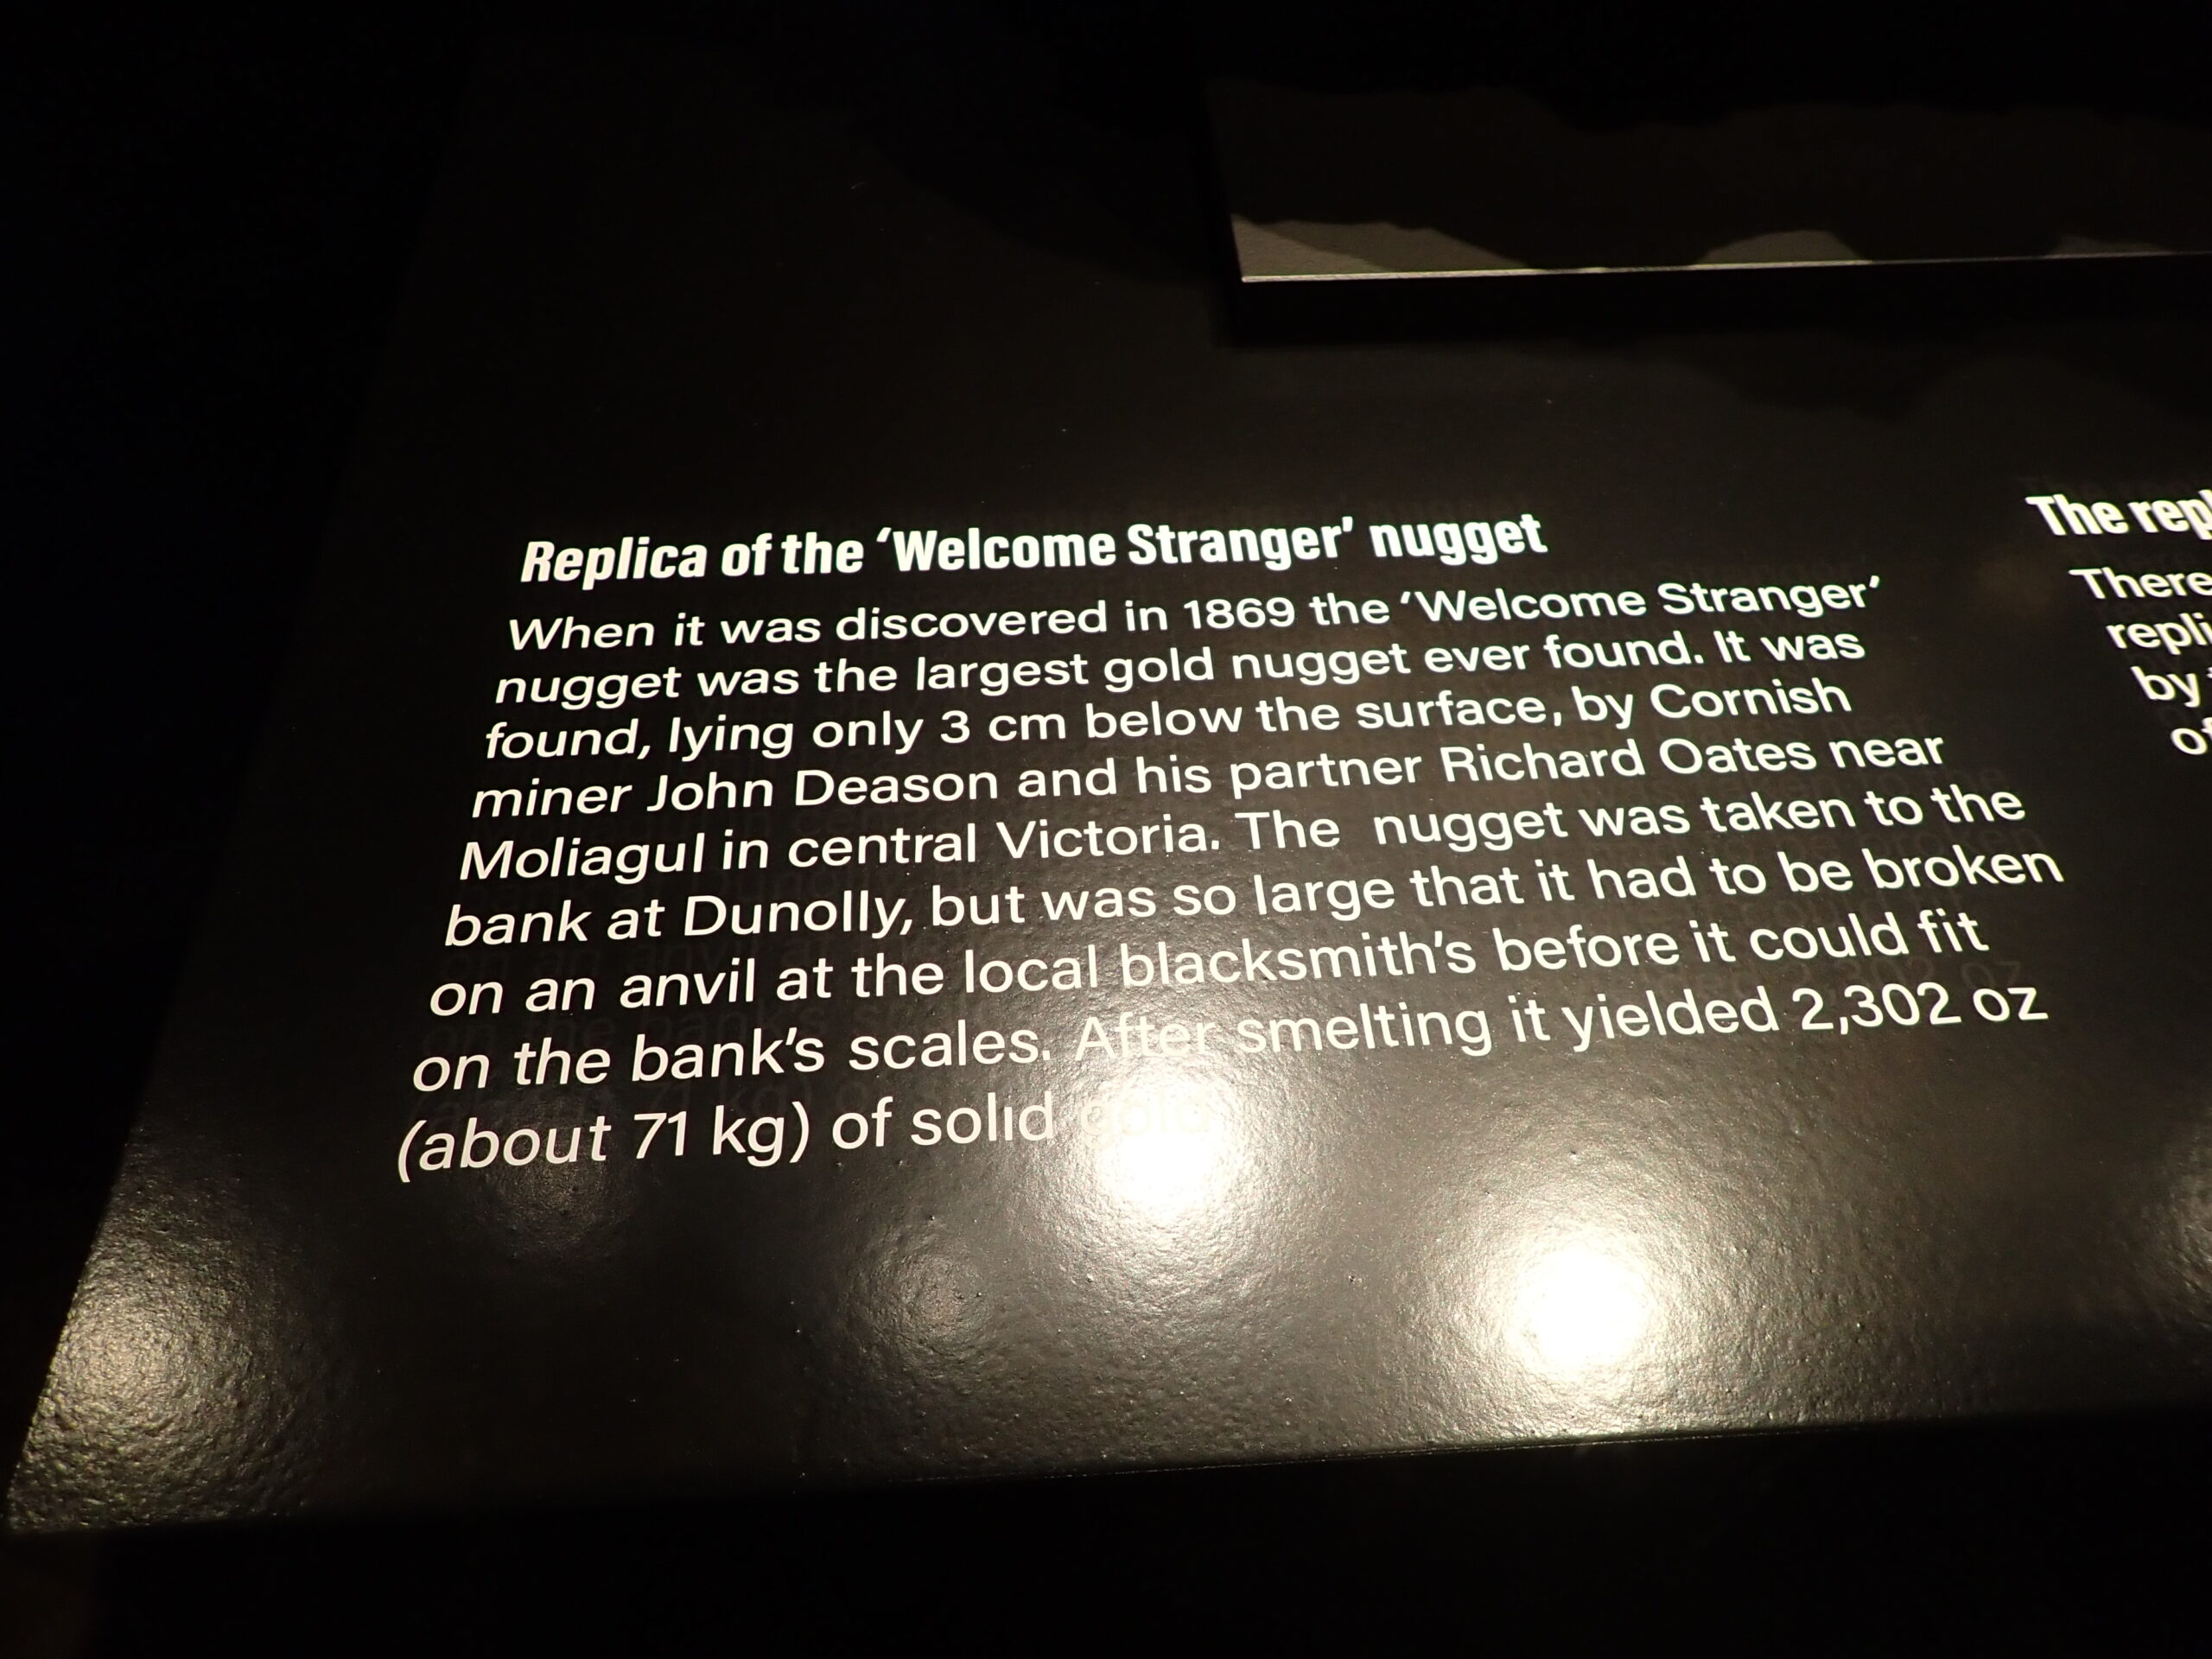 Replica of the ‘Welcome Stranger’ nugget
When it was discovered in 1869 the ‘Welcome Stranger’
nugget was the largest gold nugget ever found. It was
found, lying only 3 cm below the surface, by Cornish
miner John Deason and his partner Richard Oates near
Moliagul in central Victoria. The nugget was taken to the
bank at Dunolly, but was so large that it had to be broken
on an anvil at the local blacksmith’s before it could fit
on the bank’s scales. After smelting it yielded 2,302 oz
(about 71 kg) of solid gold
The
There
by